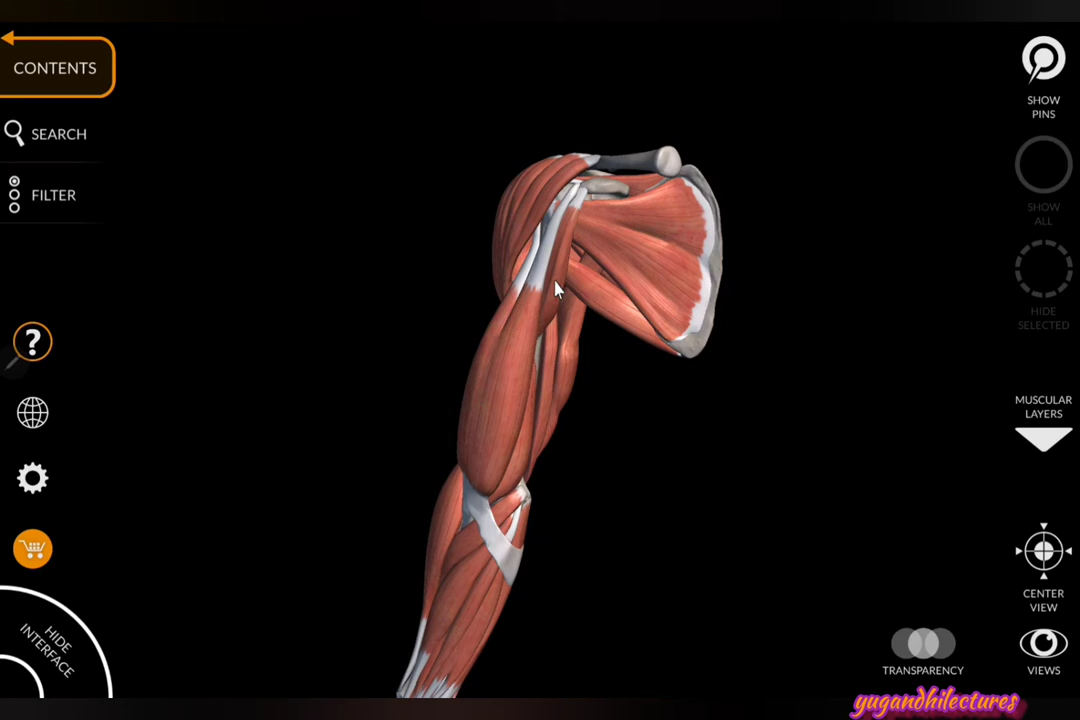 CONTENTS
SEARCH
FILTER
?
HIDE
INTERFACE
SHOW
PINS
SHOW
ALL
HIDE
SELECTED
MUSCULAR
LAYERS
CENTER
VIEW
TRANSPARENCY
VIEWS
yugandhilectures